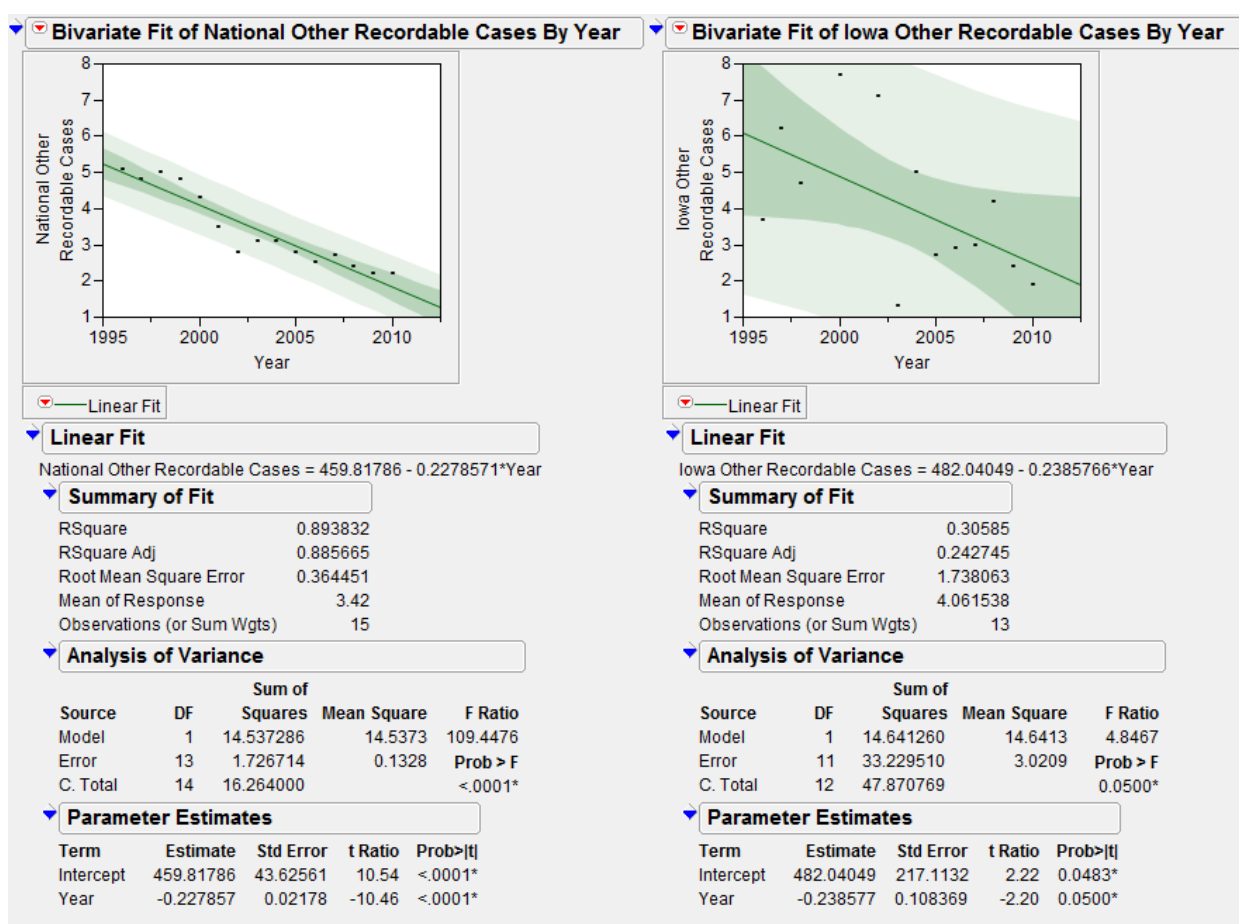 Bivariate Fit of National Other Recordable Cases By Year
8
7
6
5
4
3
2
1
National Other
Recordable Cases
1995 2000 2005 2010
Year
Linear Fit
Linear Fit
National Other Recordable Cases = 459.81786 - 0.2278571*Year
Summary of Fit
RSquare 0.893832
RSquare Adj 0.885665
Root Mean Square Error 0.364451
Mean of Response 3.42
Observations (or Sum Wgts) 15
Analysis of Variance
Sum of
Source DF Squares Mean Square F Ratio
Model 1 14.537286 14.5373 109.4476
Error 13 1.726714 0.1328 Prob > F
C. Total 14 16.264000 <.0001*
Parameter Estimates
Term Estimate Std Error t Ratio Prob>|t|
Intercept 459.81786 43.62561 10.54 <.0001*
Year -0.227857 0.02178 -10.46 <.0001*
Bivariate Fit of Iowa Other Recordable Cases By Year
8
7
6
5
4
3
2
1
Iowa Other
Recordable Cases
1995 2000 2005 2010
Year
Linear Fit
Linear Fit
Iowa Other Recordable Cases = 482.04049 - 0.2385766*Year
Summary of Fit
RSquare 0.30585
RSquare Adj 0.242745
Root Mean Square Error 1.738063
Mean of Response 4.061538
Observations (or Sum Wgts) 13
Analysis of Variance
Sum of
Source DF Squares Mean Square F Ratio
Model 1 14.641260 14.6413 4.8467
Error 11 33.229510 3.0209 Prob > F
C. Total 12 47.870769 0.0500*
Parameter Estimates
Term Estimate Std Error t Ratio Prob>|t|
Intercept 482.04049 217.1132 2.22 0.0483*
Year -0.238577 0.108369 -2.20 0.0500*